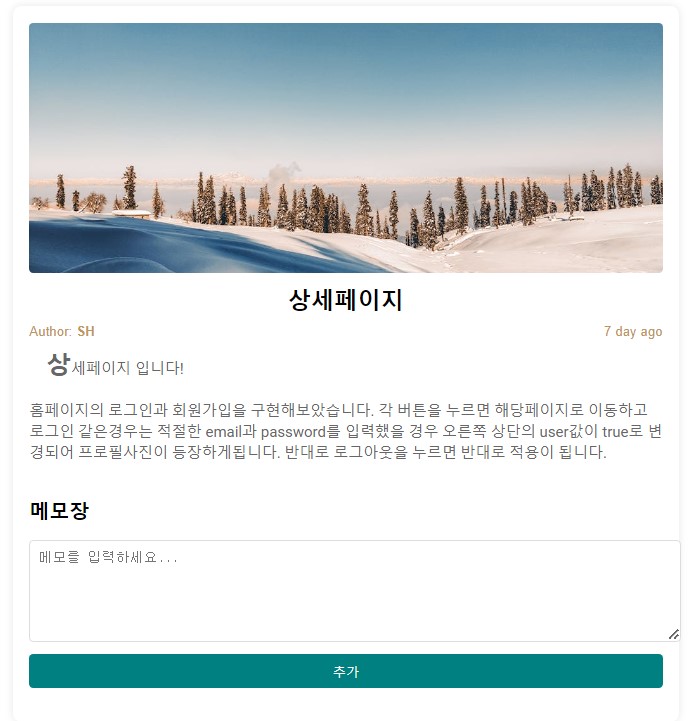 상세페이지
Author: SH
7 day ago
상세페이지 입니다!
홈페이지의 로그인과 회원가입을 구현해보았습니다. 각 버튼을 누르면 해당페이지로 이동하고
로그인 같은경우는 적절한 email과 password를 입력했을 경우 오른쪽 상단의 user값이 true로 변
경되어 프로필사진이 등장하게됩니다. 반대로 로그아웃을 누르면 반대로 적용이 됩니다.
메모장
메모를 입력하세요...
추가